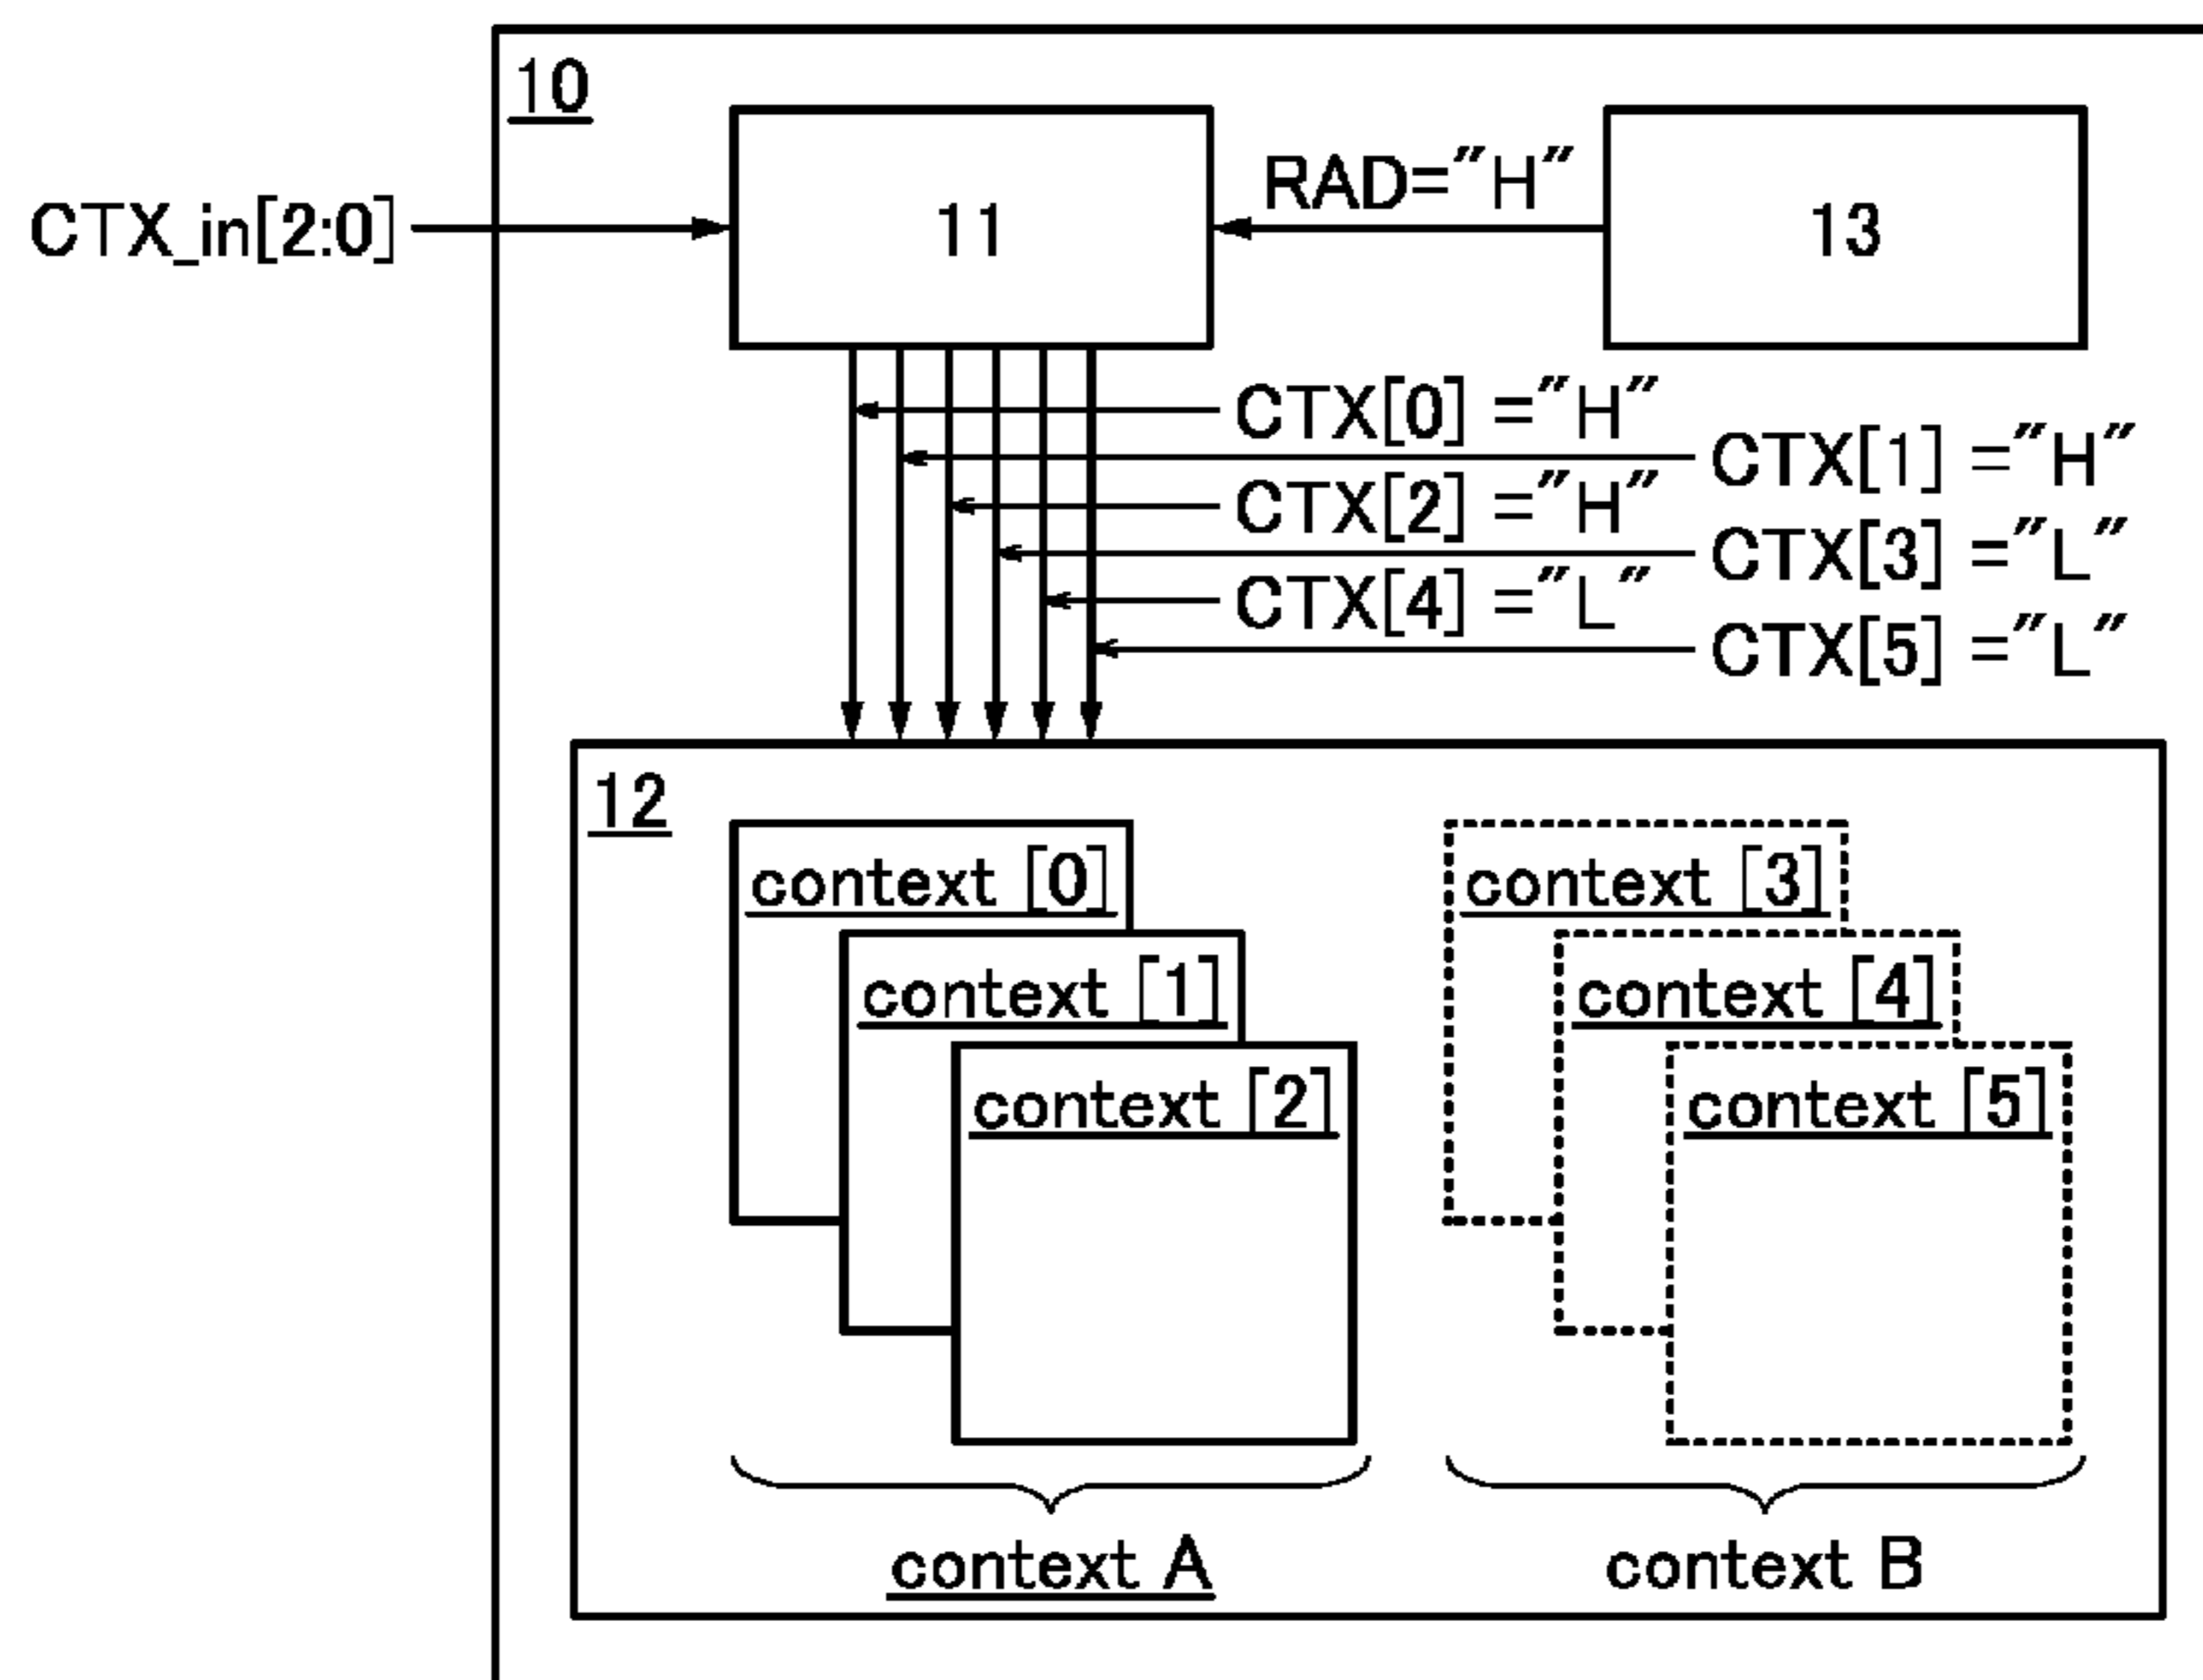 10
CTX_in[2:0]
11
RAD="H"
13
CTX[0] ="H"
CTX[1] ="H"
CTX[2] ="H"
CTX[3] ="L"
CTX[4] ="L"
CTX[5] ="L"
12
context [0]
context [3]
context [1]
context [4]
context [2]
context [5]
context A
context B